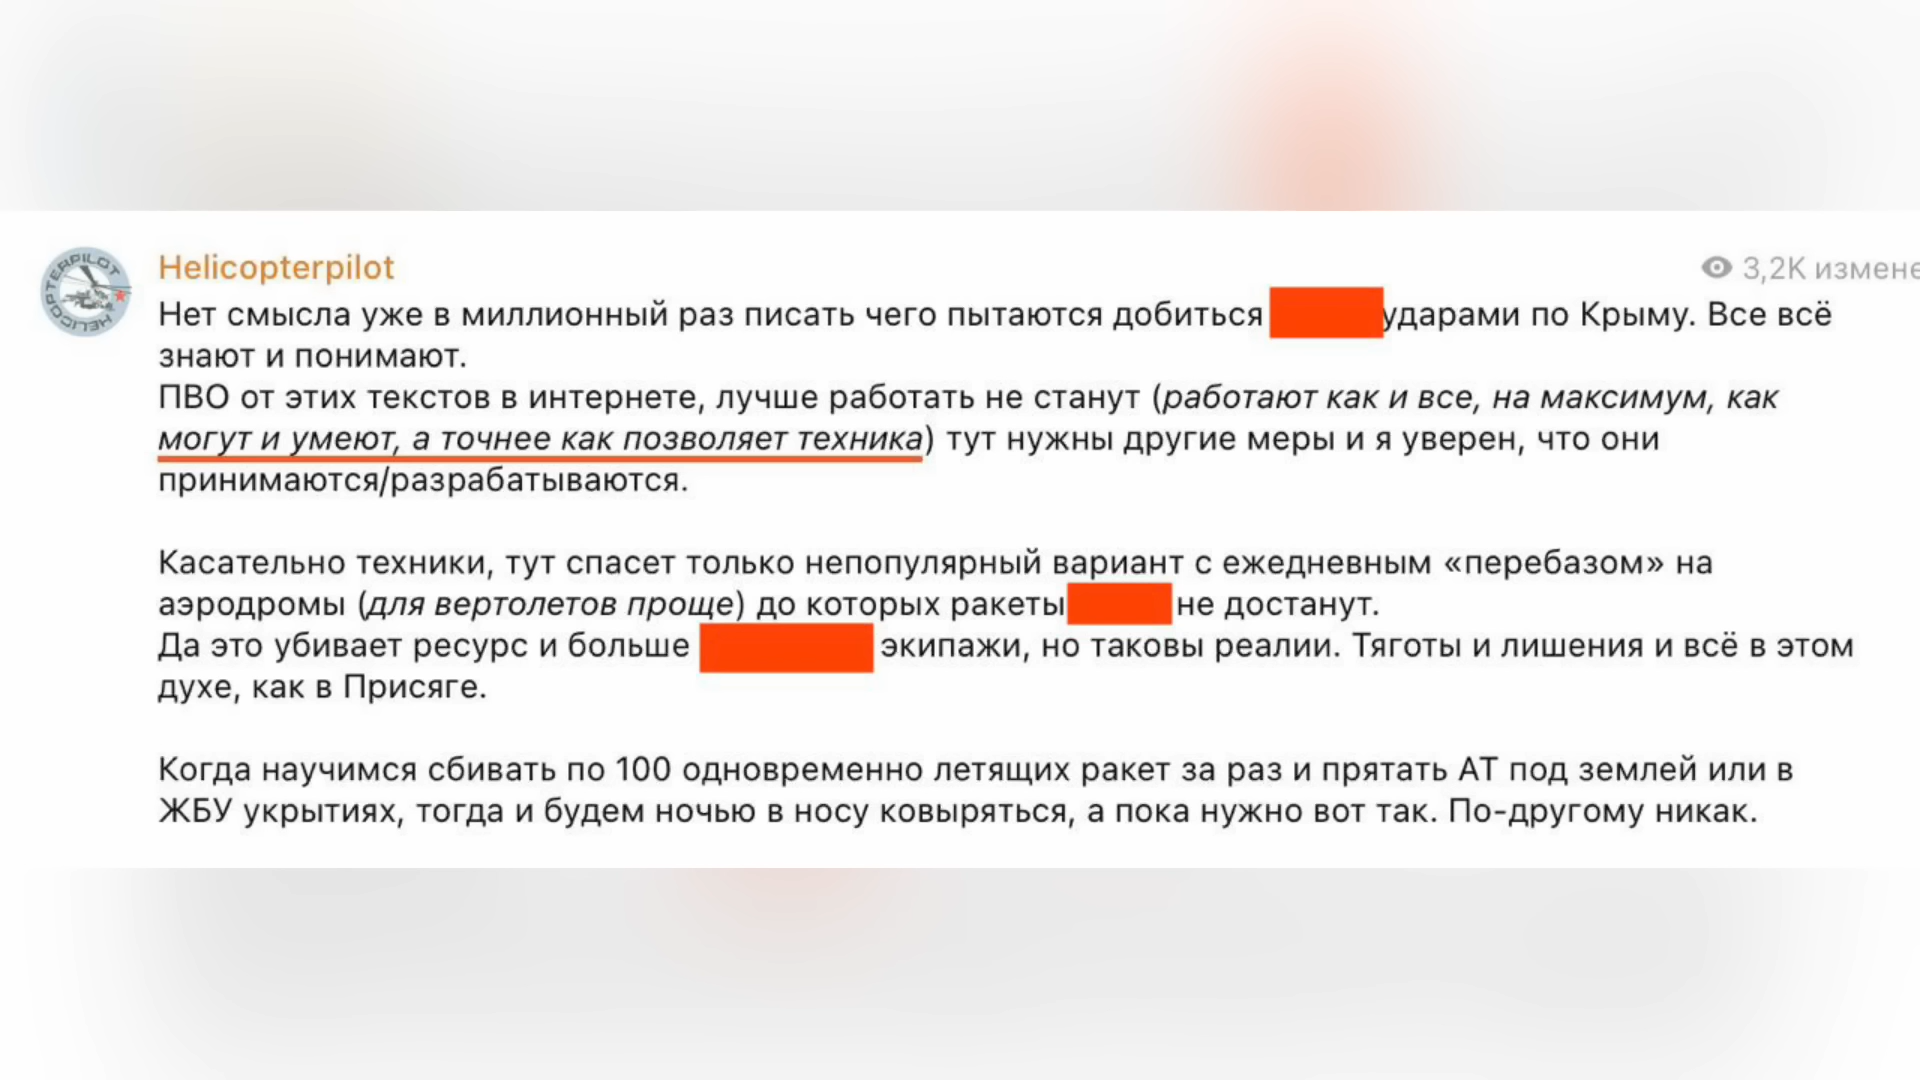 HELICOPTERPILOT
Helicopterpilot
3,2K измене
Нет смысла уже в миллионный раз писать чего пытаются добиться ударами по Крыму. Все всё
знают и понимают.
ПВО от этих текстов в интернете, лучше работать не станут (работают как и все, на максимум, как
могут и умеют, а точнее как позволяет техника) тут нужны другие меры и я уверен, что они
принимаются/разрабатываются.
Касательно техники, тут спасет только непопулярный вариант с ежедневным «перебазом» на
аэродромы (для вертолетов проще) до которых ракеты не достанут.
Да это убивает ресурс и больше экипажи, но таковы реалии. Тяготы и лишения и всё в этом
духе, как в Присяге.
Когда научимся сбивать по 100 одновременно летящих ракет за раз и прятать АТ под землей или в
ЖБУ укрытиях, тогда и будем ночью в носу ковыряться, а пока нужно вот так. По-другому никак.